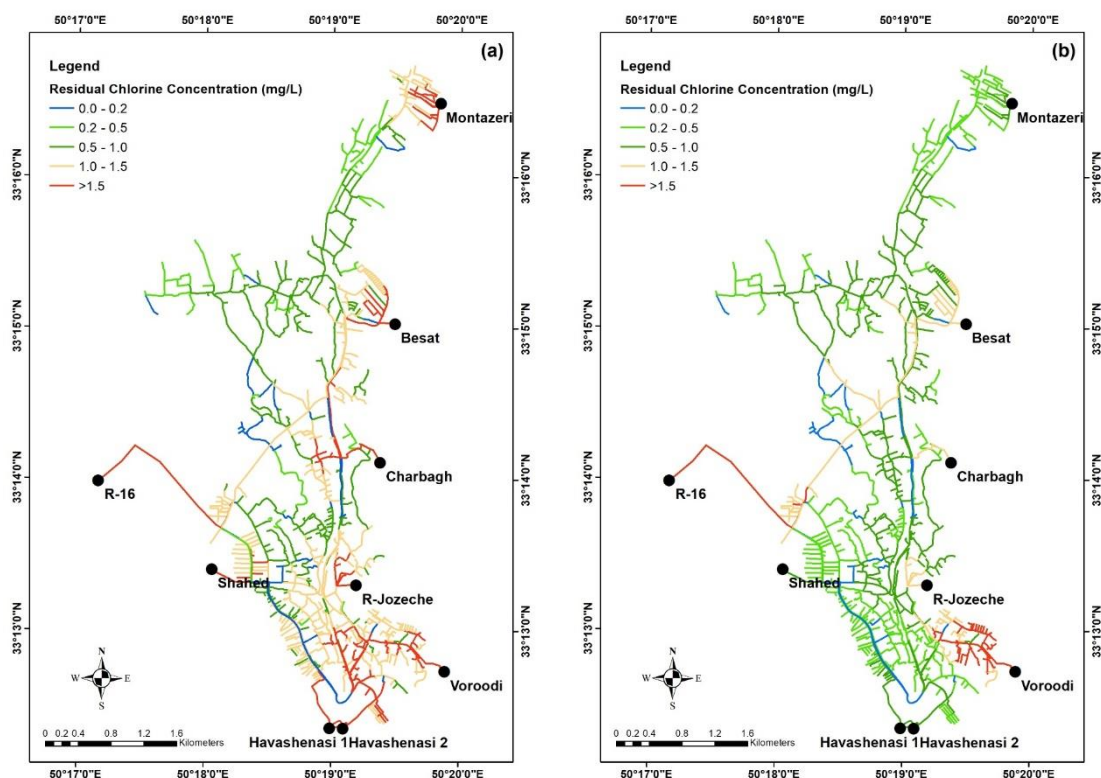 50°17'0"E 50°18'0"E 50°19'0"E 50°20'0"E
(a)
Legend
Residual Chlorine Concentration (mg/L)
0.0 - 0.2
0.2 - 0.5
0.5 - 1.0
1.0 - 1.5
>1.5
Montazeri
Besat
Charbagh
R-16
Shahed
R-Jozeche
Voroodi
Havashenasi 1 Havashenasi 2
33°16'0"N
33°15'0"N
33°14'0"N
33°13'0"N
33°16'0"N
33°15'0"N
33°14'0"N
33°13'0"N
N
W E
S
0 0.2 0.4 0.8 1.2 1.6
Kilometers
50°17'0"E 50°18'0"E 50°19'0"E 50°20'0"E
50°17'0"E 50°18'0"E 50°19'0"E 50°20'0"E
(b)
Legend
Residual Chlorine Concentration (mg/L)
0.0 - 0.2
0.2 - 0.5
0.5 - 1.0
1.0 - 1.5
>1.5
Montazeri
Besat
Charbagh
R-16
Shahed
R-Jozeche
Voroodi
Havashenasi 1 Havashenasi 2
33°16'0"N
33°15'0"N
33°14'0"N
33°13'0"N
N
W E
S
0 0.2 0.4 0.8 1.2 1.6
Kilometers
50°17'0"E 50°18'0"E 50°19'0"E 50°20'0"E